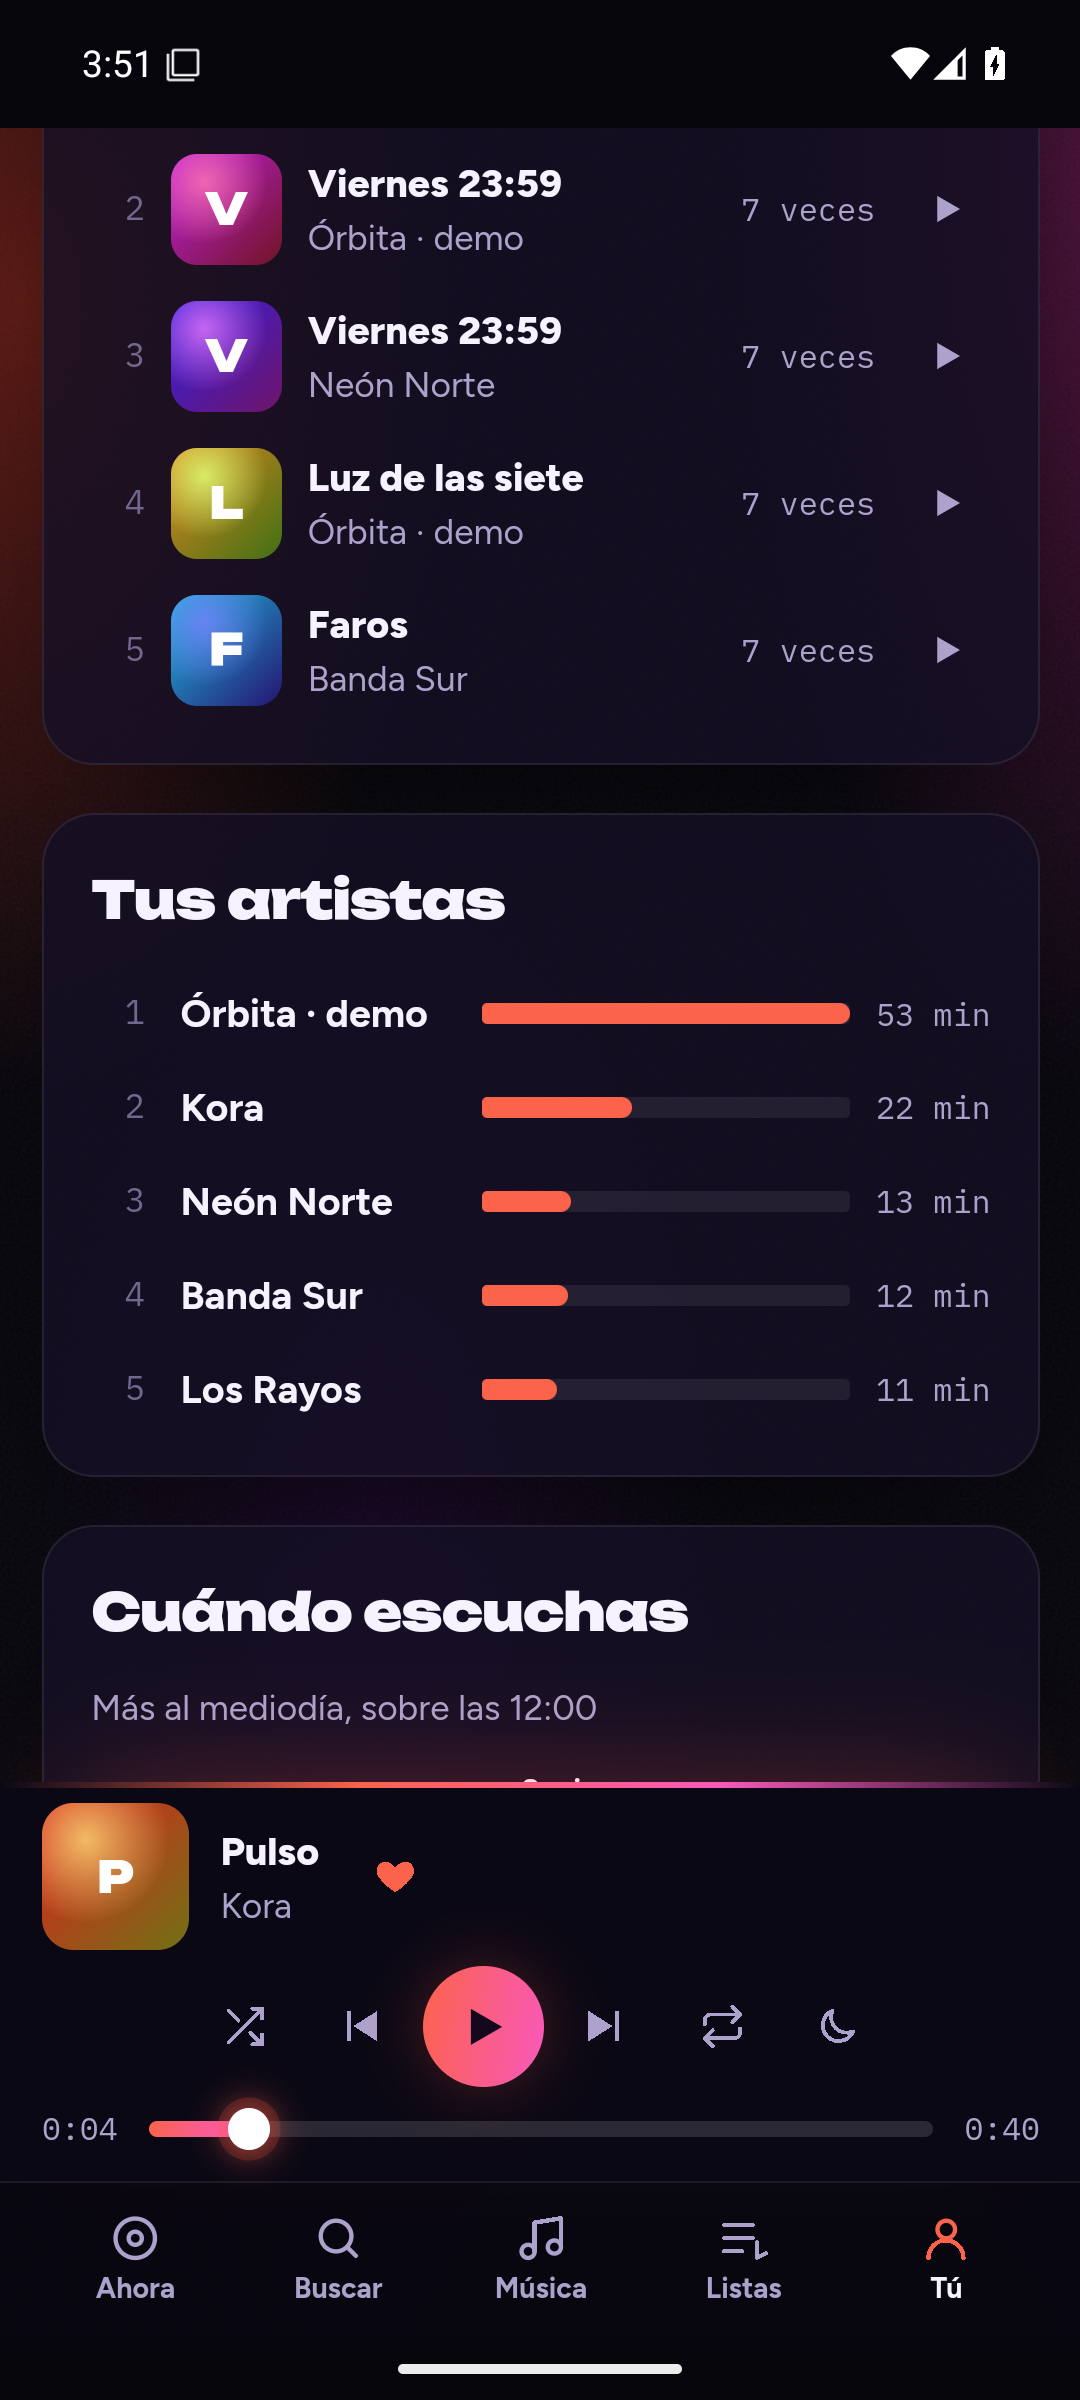 3:51
2
V
Viernes 23:59
Órbita · demo
7 veces
3
V
Viernes 23:59
Neón Norte
7 veces
4
L
Luz de las siete
Órbita · demo
7 veces
5
F
Faros
Banda Sur
7 veces
Tus artistas
1 Órbita · demo 53 min
2 Kora 22 min
3 Neón Norte 13 min
4 Banda Sur 12 min
5 Los Rayos 11 min
Cuándo escuchas
Más al mediodía, sobre las 12:00
P
Pulso
Kora
0:04 0:40
Ahora Buscar Música Listas Tú